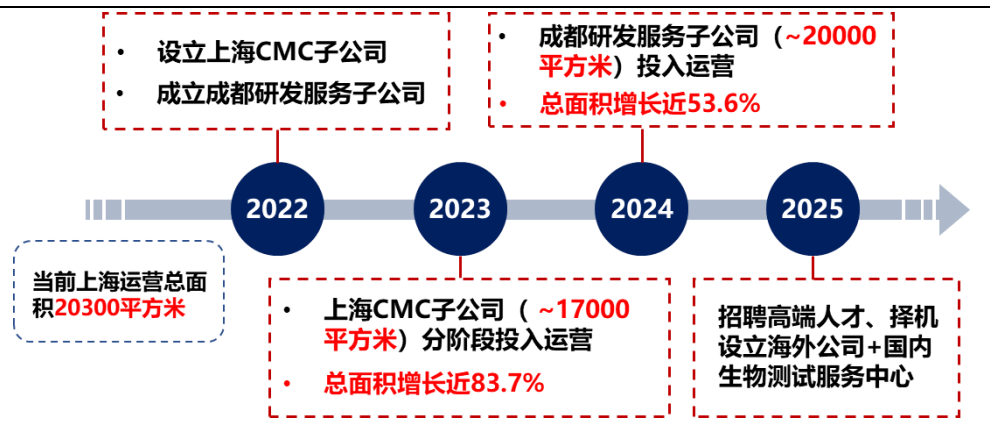 • 设立上海CMC子公司
• 成立成都研发服务子公司
• 成都研发服务子公司（~20000
平方米）投入运营
• 总面积增长近53.6%
2022
2023
2024
2025
当前上海运营总面
积20300平方米
• 上海CMC子公司（ ~17000
平方米）分阶段投入运营
• 总面积增长近83.7%
招聘高端人才、择机
设立海外公司+国内
生物测试服务中心